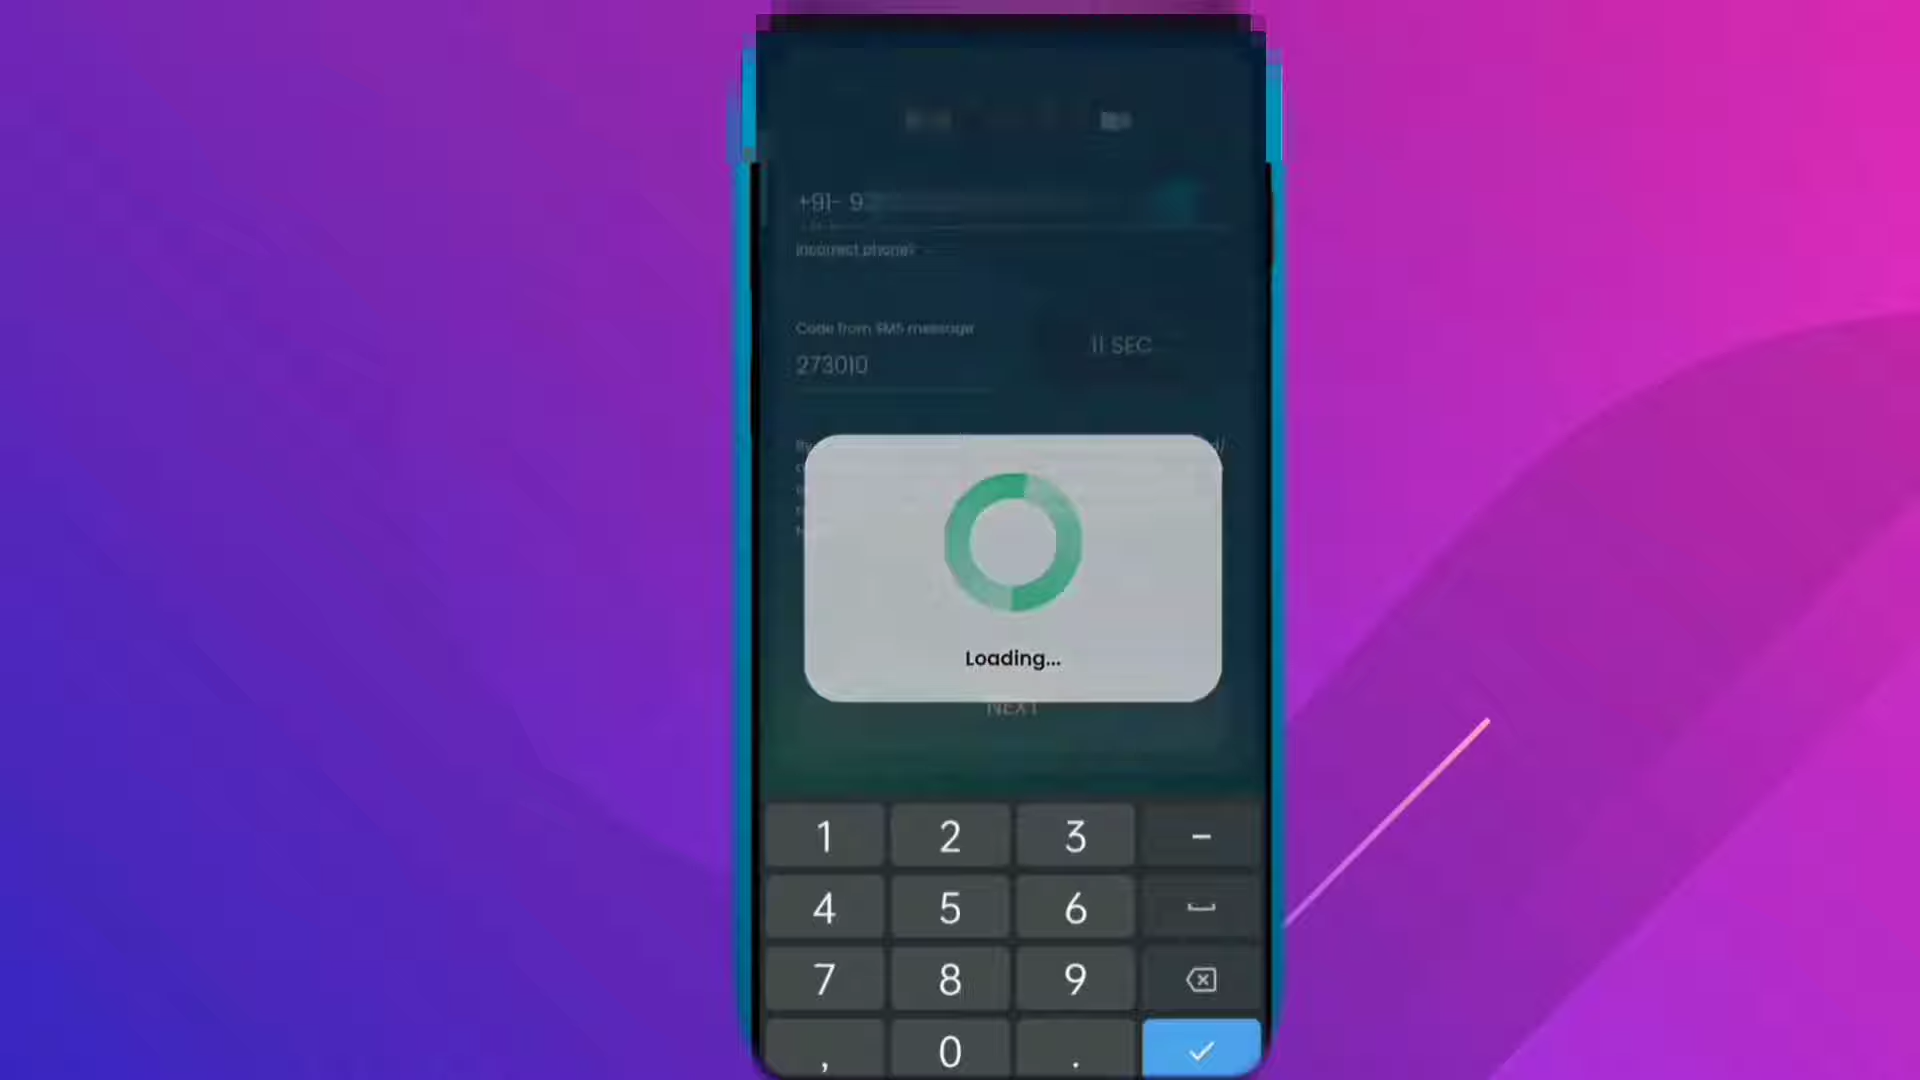 +91- 9
Incorrect phone?
Code from SMS message
273010
11 SEC
Loading...
NEXT
1 2 3 -
4 5 6
7 8 9
, 0 .